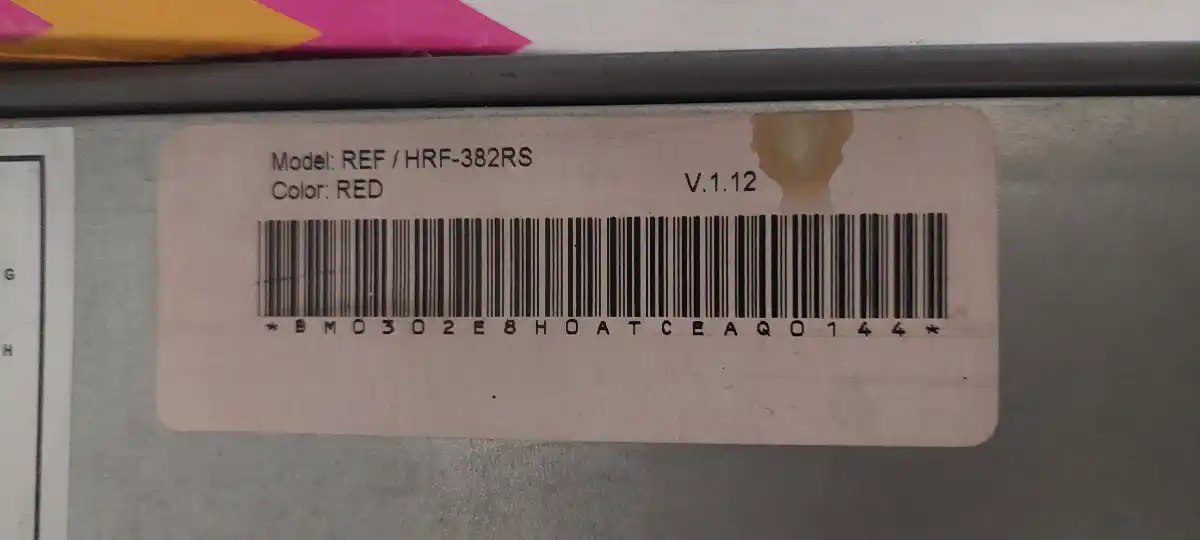 Model: REF / HRF-382RS
Color: RED
V.1.12
*BM0302E8H0ATCEAQ0144*
G
H